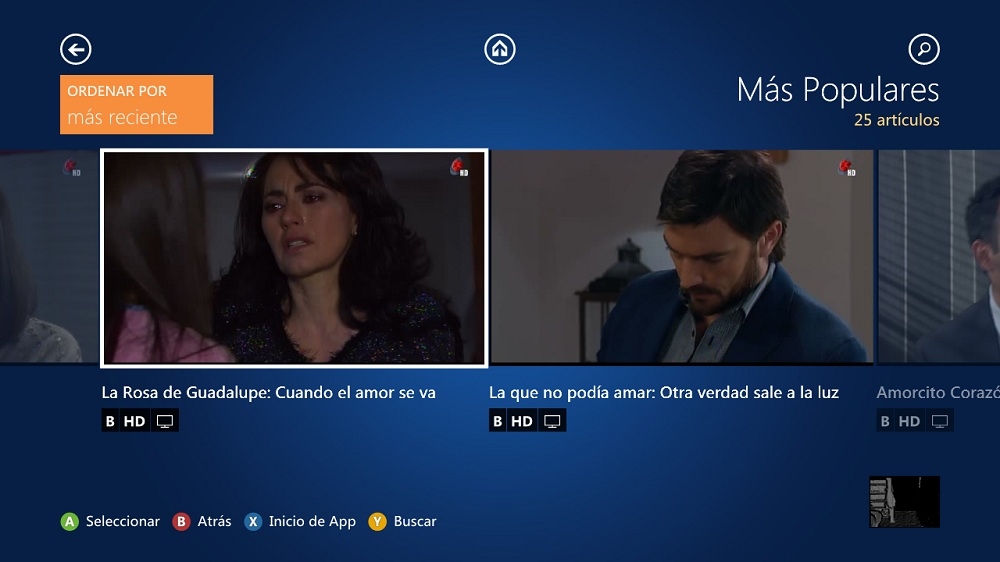 ORDENAR POR
más reciente
Más Populares
25 artículos
HD
HD
HD
La Rosa de Guadalupe: Cuando el amor se va
B HD
La que no podía amar: Otra verdad sale a la luz
B HD
Amorcito Corazó
B HD
A Seleccionar B Atrás X Inicio de App Y Buscar